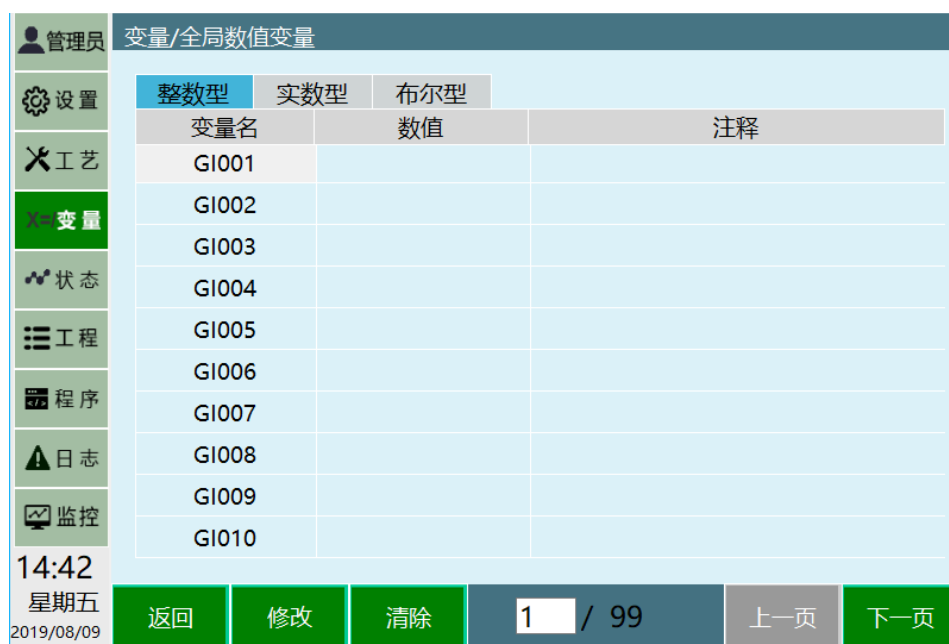 管理员
设置
工艺
X=/变量
状态
工程
程序
日志
监控
14:42
星期五
2019/08/09
变量/全局数值变量
整数型 实数型 布尔型
变量名 数值 注释
GI001
GI002
GI003
GI004
GI005
GI006
GI007
GI008
GI009
GI010
返回 修改 清除 1 / 99 上一页 下一页